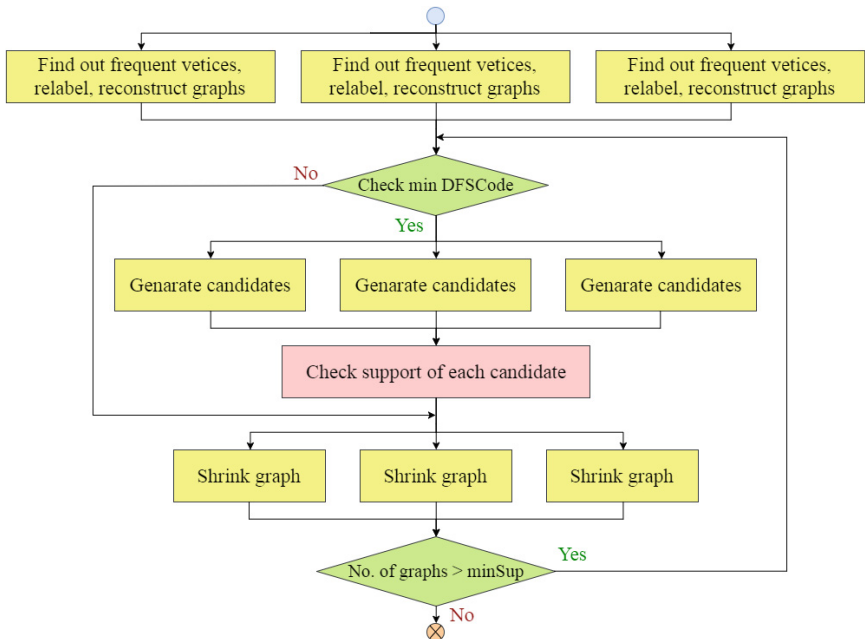 Find out frequent vetices,
relabel, reconstruct graphs
Find out frequent vetices,
relabel, reconstruct graphs
Find out frequent vetices,
relabel, reconstruct graphs
No
Check min DFSCode
Yes
Genarate candidates
Genarate candidates
Genarate candidates
Check support of each candidate
Shrink graph
Shrink graph
Shrink graph
No. of graphs > minSup
Yes
No